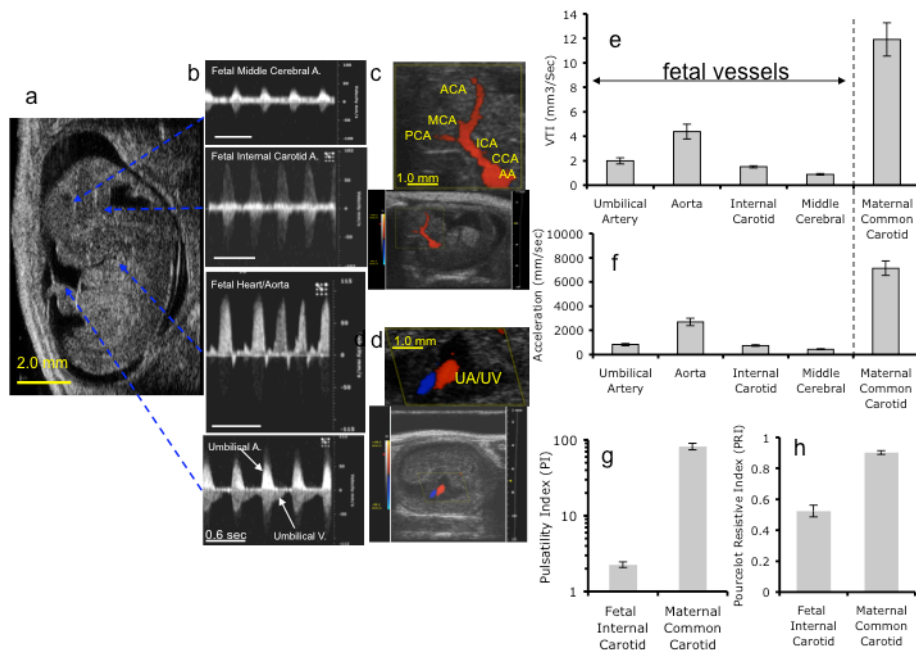 a
2.0 mm
b
Fetal Middle Cerebral A.
Fetal Internal Carotid A.
Fetal Heart/Aorta
Umbilical A.
0.6 sec
Umbilical V.
c
ACA
MCA
PCA
ICA
CCA
AA
1.0 mm
d
d
1.0 mm
UA/UV
e
fetal vessels
VTI (mm3/Sec)
14
12
10
8
6
4
2
0
Umbilical Artery
Aorta
Internal Carotid
Middle Cerebral
Maternal Common Carotid
f
Acceleration (mm/sec)
10000
8000
6000
4000
2000
0
Umbilical Artery
Aorta
Internal Carotid
Middle Cerebral
Maternal Common Carotid
g
Pulsatility Index (PI)
100
10
1
Fetal Internal Carotid
Maternal Common Carotid
h
Pourcelot Resistive Index (PRI)
1
0.8
0.6
0.4
0.2
0
Fetal Internal Carotid
Maternal Common Carotid